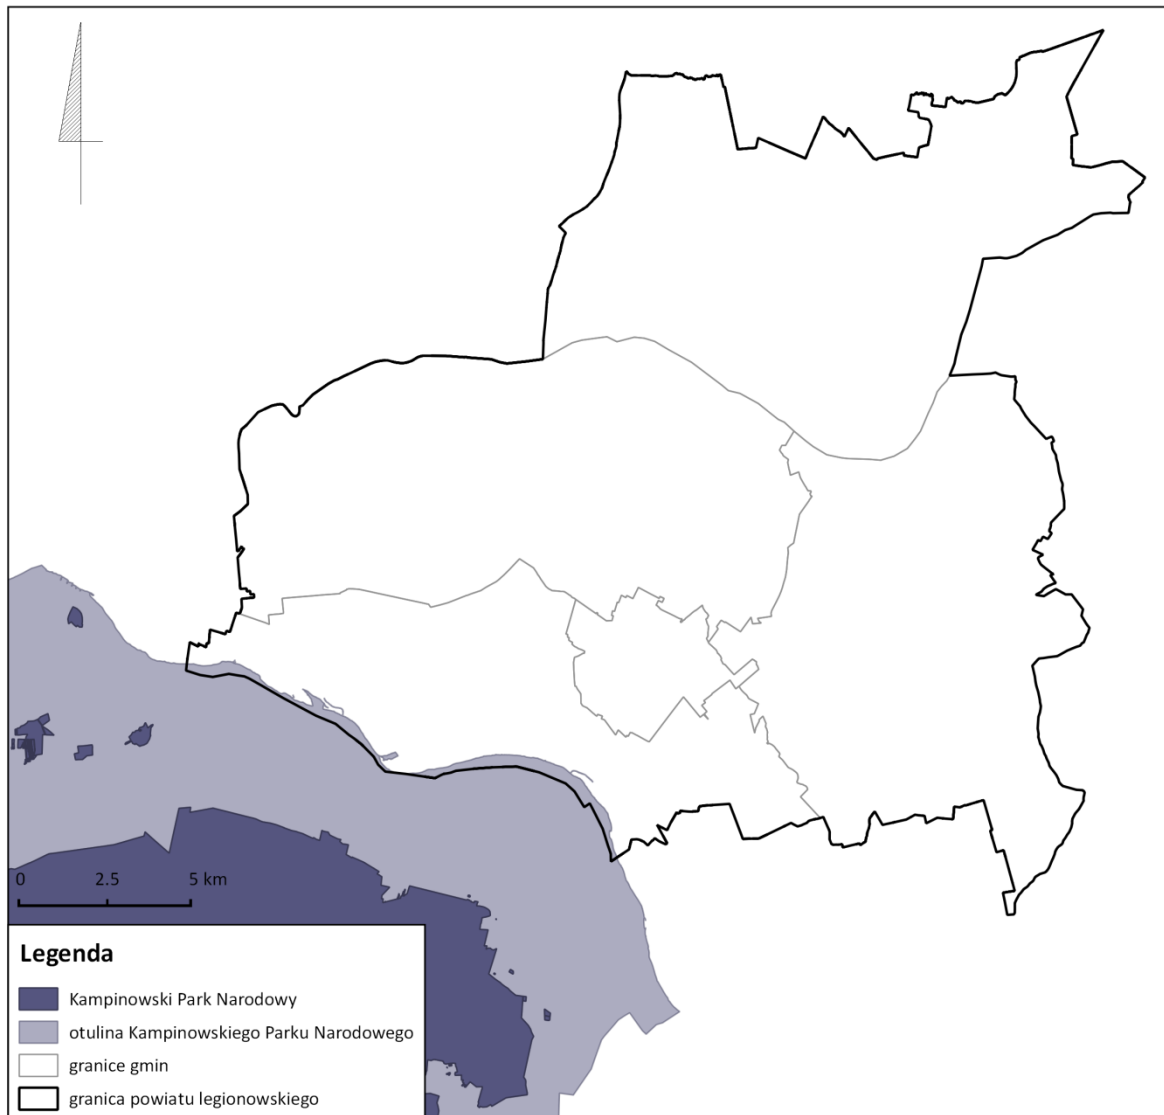 0 2.5 5 km
Legenda
Kampinowski Park Narodowy
otulina Kampinowskiego Parku Narodowego
granice gmin
granica powiatu legionowskiego